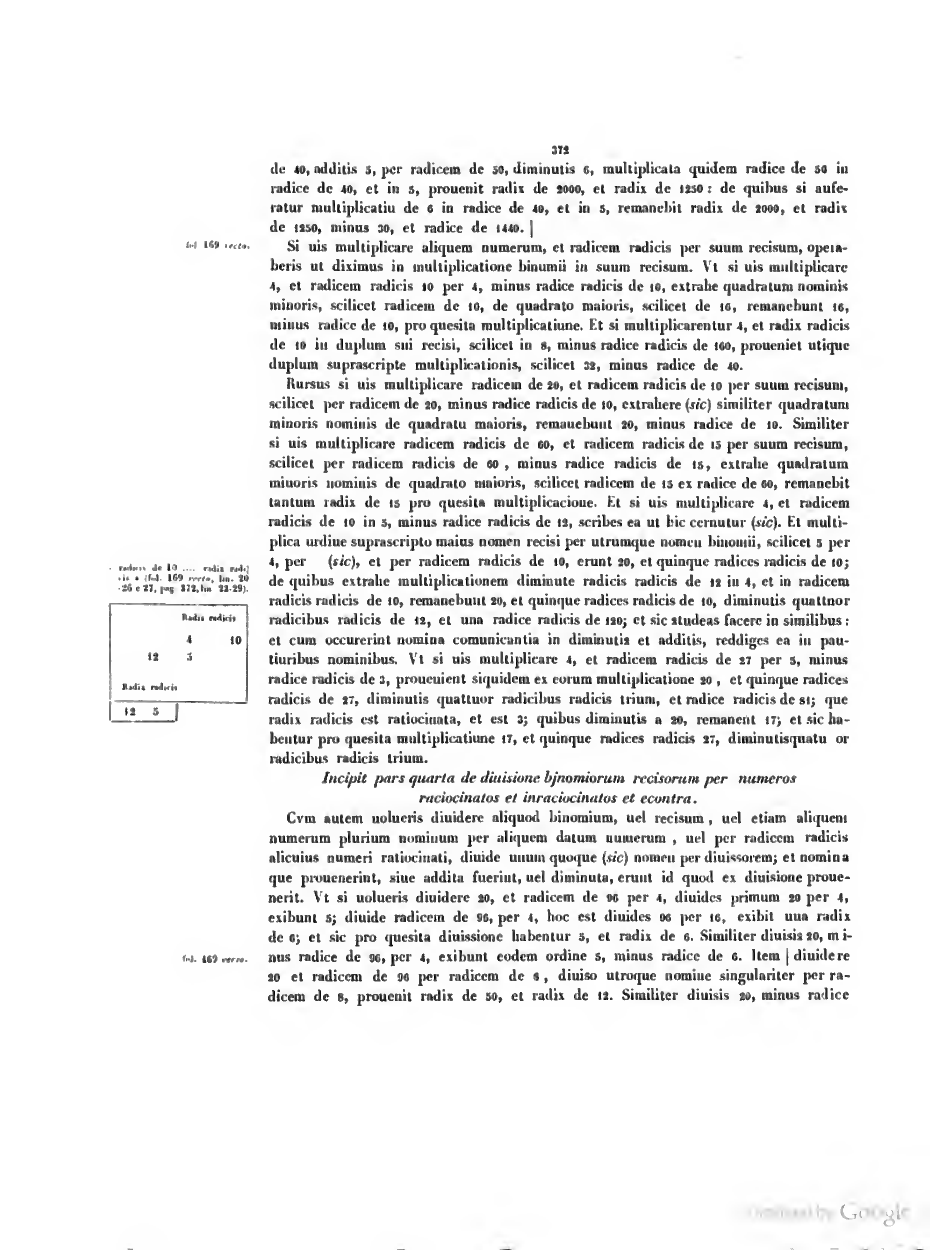 372
de 40, additis 5, per radicem de 50, diminutis 6, multiplicata quidem radice de 50 in
radice de 40, et in 5, prouenit radix de 2000, et radix de 1250: de quibus si aufe-
ratur multiplicatiu de 6 in radice de 40, et in 5, remanebit radix de 2000, et radix
de 1250, minus 30, et radice de 1440. |
fol. 169 recto.
Si uis multiplicare aliquem numerum, et radicem radicis per suum recisum, opera-
beris ut diximus in multiplicatione binumii in suum recisum. Vt si uis multiplicare
4, et radicem radicis 10 per 4, minus radice radicis de 10, extrahe quadratum nominis
minoris, scilicet radicem de 10, de quadrato maioris, scilicet de 16, remanebunt 16,
minus radice de 10, pro quesita multiplicatiune. Et si multiplicarentur 4, et radix radicis
de 10 in duplum sui recisi, scilicet in 8, minus radice radicis de 160, proueniet utique
duplum suprascripte multiplicationis, scilicet 32, minus radice de 40.
Rursus si uis multiplicare radicem de 20, et radicem radicis de 10 per suum recisum,
scilicet per radicem de 20, minus radice radicis de 10, extrahere (sic) similiter quadratum
minoris nominis de quadratu maioris, remanebunt 20, minus radice de 10. Similiter
si uis multiplicare radicem radicis de 60, et radicem radicis de 15 per suum recisum,
scilicet per radicem radicis de 60 , minus radice radicis de 15, extrahe quadratum
minoris nominis de quadrato maioris, scilicet radicem de 15 ex radice de 60, remanebit
tantum radix de 15 pro quesita multiplicacione. Et si uis multiplicare 4, et radicem
radicis de 10 in 5, minus radice radicis de 12, scribes ea ut hic cernutur (sic). Et multi-
plica urdine suprascripto maius nomen recisi per utrumque nomen binomii, scilicet 5 per
4, per (sic), et per radicem radicis de 10, erunt 20, et quinque radices radicis de 10;
de quibus extrahe multiplicationem diminute radicis radicis de 12 in 4, et in radicem
radicis radicis de 10, remanebunt 20, et quinque radices radicis de 10, diminutis quattuor
radicibus radicis de 12, et una radice radicis de 120; et sic studeas facere in similibus:
et cum occurerint nomina comunicantia in diminutis et additis, reddiges ea in pau-
tiuribus nominibus. Vt si uis multiplicare 4, et radicem radicis de 27 per 5, minus
radice radicis de 3, proueuient siquidem ex eorum multiplicatione 20 , et quinque radices
radicis de 27, diminutis quattuor radicibus radicis trium, et radice radicis de 81; que
radix radicis est ratiocinata, et est 3; quibus diminutis a 20, remanent 17; et sic ha-
bentur pro quesita multiplicatiune 17, et quinque radices radicis 27, diminutisquatu or
radicibus radicis trium.
radicis de 10 .... radix radi-
cis » (fol. 169 recto, lin. 20
-26 e 27, pag. 372, lin. 23-29).
Radix radicis
4 10
12 5
Radix radicis
12 5
Incipit pars quarta de diuisione bjnomiorum recisorum per numeros
raciocinatos et inraciocinatos et econtra.
Cvm autem uolueris diuidere aliquod binomium, uel recisum , uel etiam aliquem
numerum plurium nominum per aliquem datum numerum , uel per radicem radicis
alicuius numeri ratiocinati, diuide unum quoque (sic) nomen per diuissorem; et nomina
que prouenerint, siue addita fuerint, uel diminuta, erunt id quod ex diuisione proue-
nerit. Vt si uolueris diuidere 20, et radicem de 96 per 4, diuides primum 20 per 4,
exibunt 5; diuide radicem de 96, per 4, hoc est diuides 96 per 16, exibit una radix
de 6; et sic pro quesita diuissione habentur 5, et radix de 6. Similiter diuisis 20, mi-
nus radice de 96, per 4, exibunt eodem ordine 5, minus radice de 6. Item | diuidere
fol. 169 verso.
20 et radicem de 96 per radicem de 8 , diuiso utroque nomine singulariter per ra-
dicem de 8, prouenit radix de 50, et radix de 12. Similiter diuisis 20, minus radice
Digitized by Google